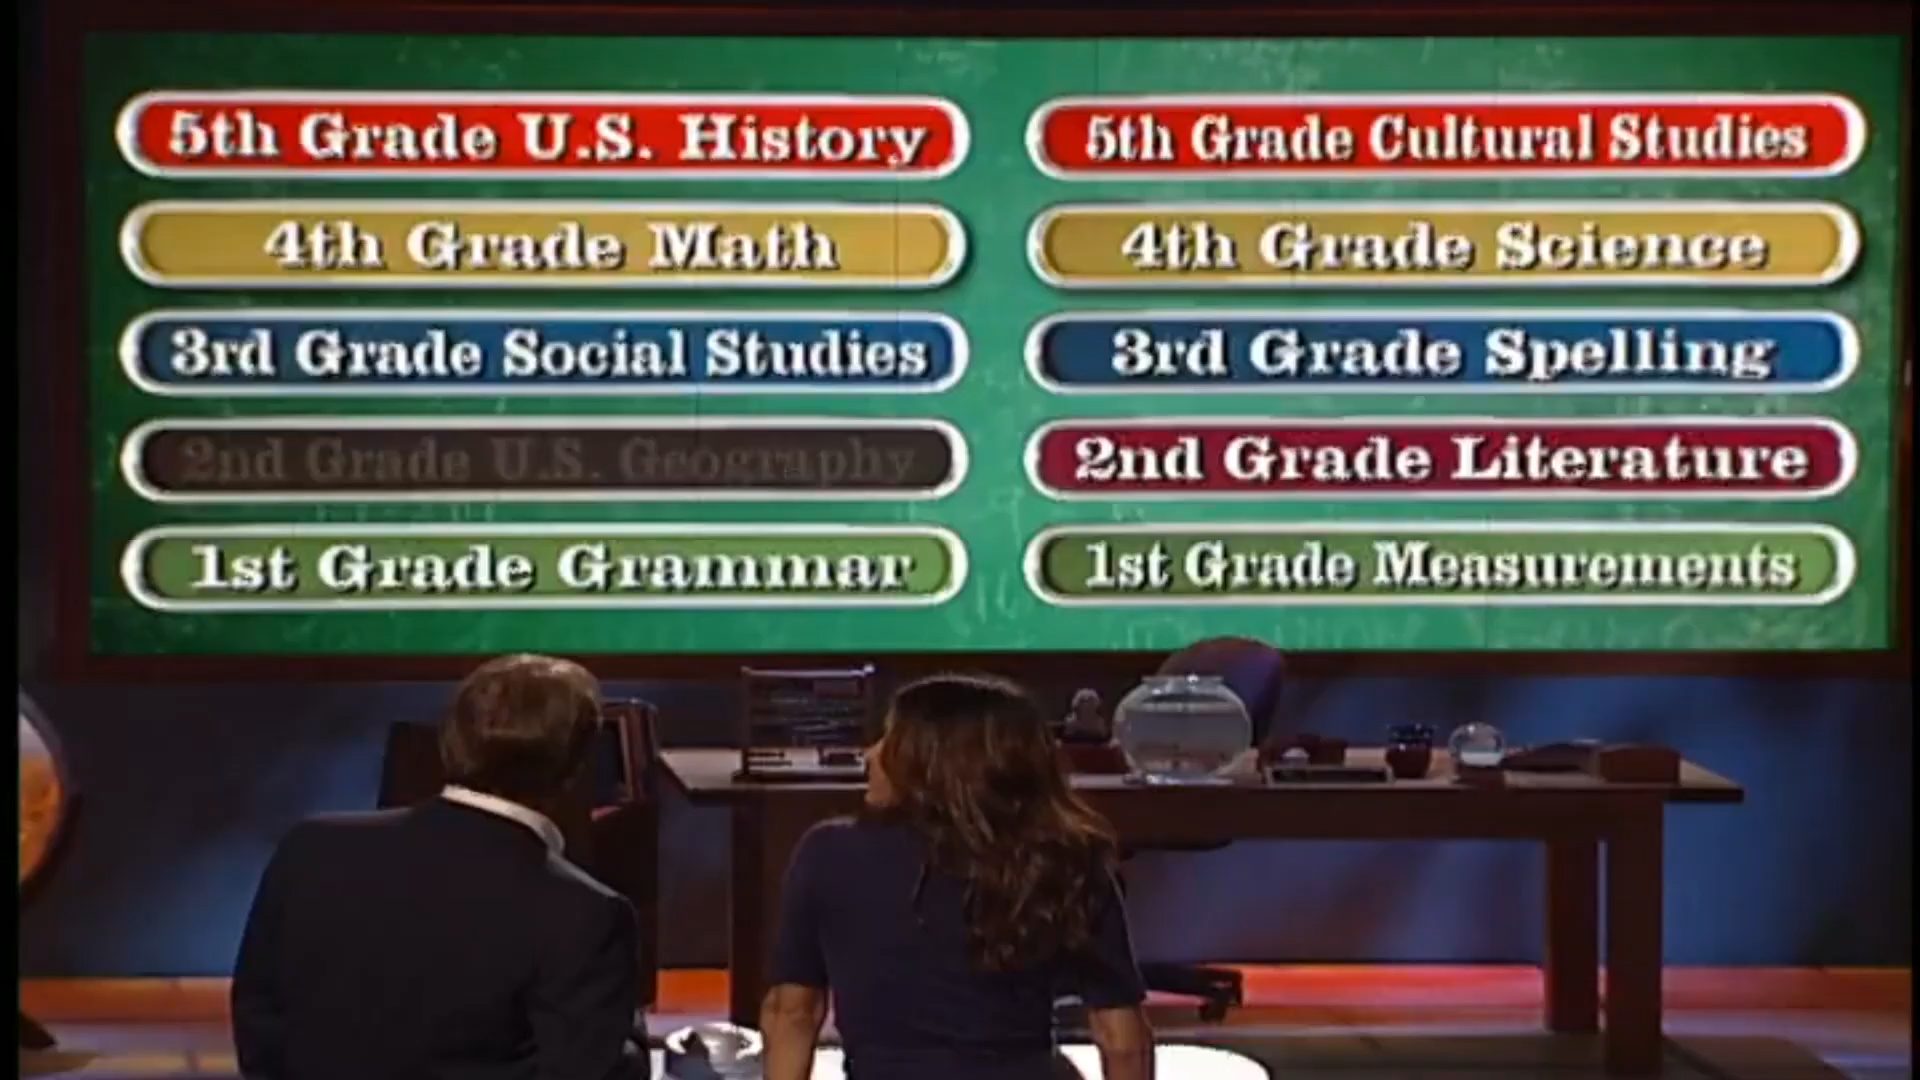 5th Grade U.S. History
5th Grade Cultural Studies
4th Grade Math
4th Grade Science
3rd Grade Social Studies
3rd Grade Spelling
2nd Grade U.S. Geography
2nd Grade Literature
1st Grade Grammar
1st Grade Measurements